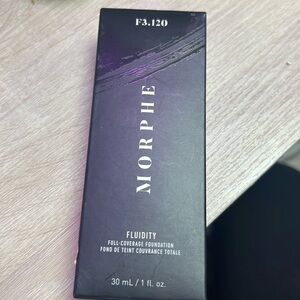 F3.120
MORPHE
FLUIDITY
FULL-COVERAGE FOUNDATION
FOND DE TEINT COUVRANCE TOTALE
30 mL / 1 fl. oz.